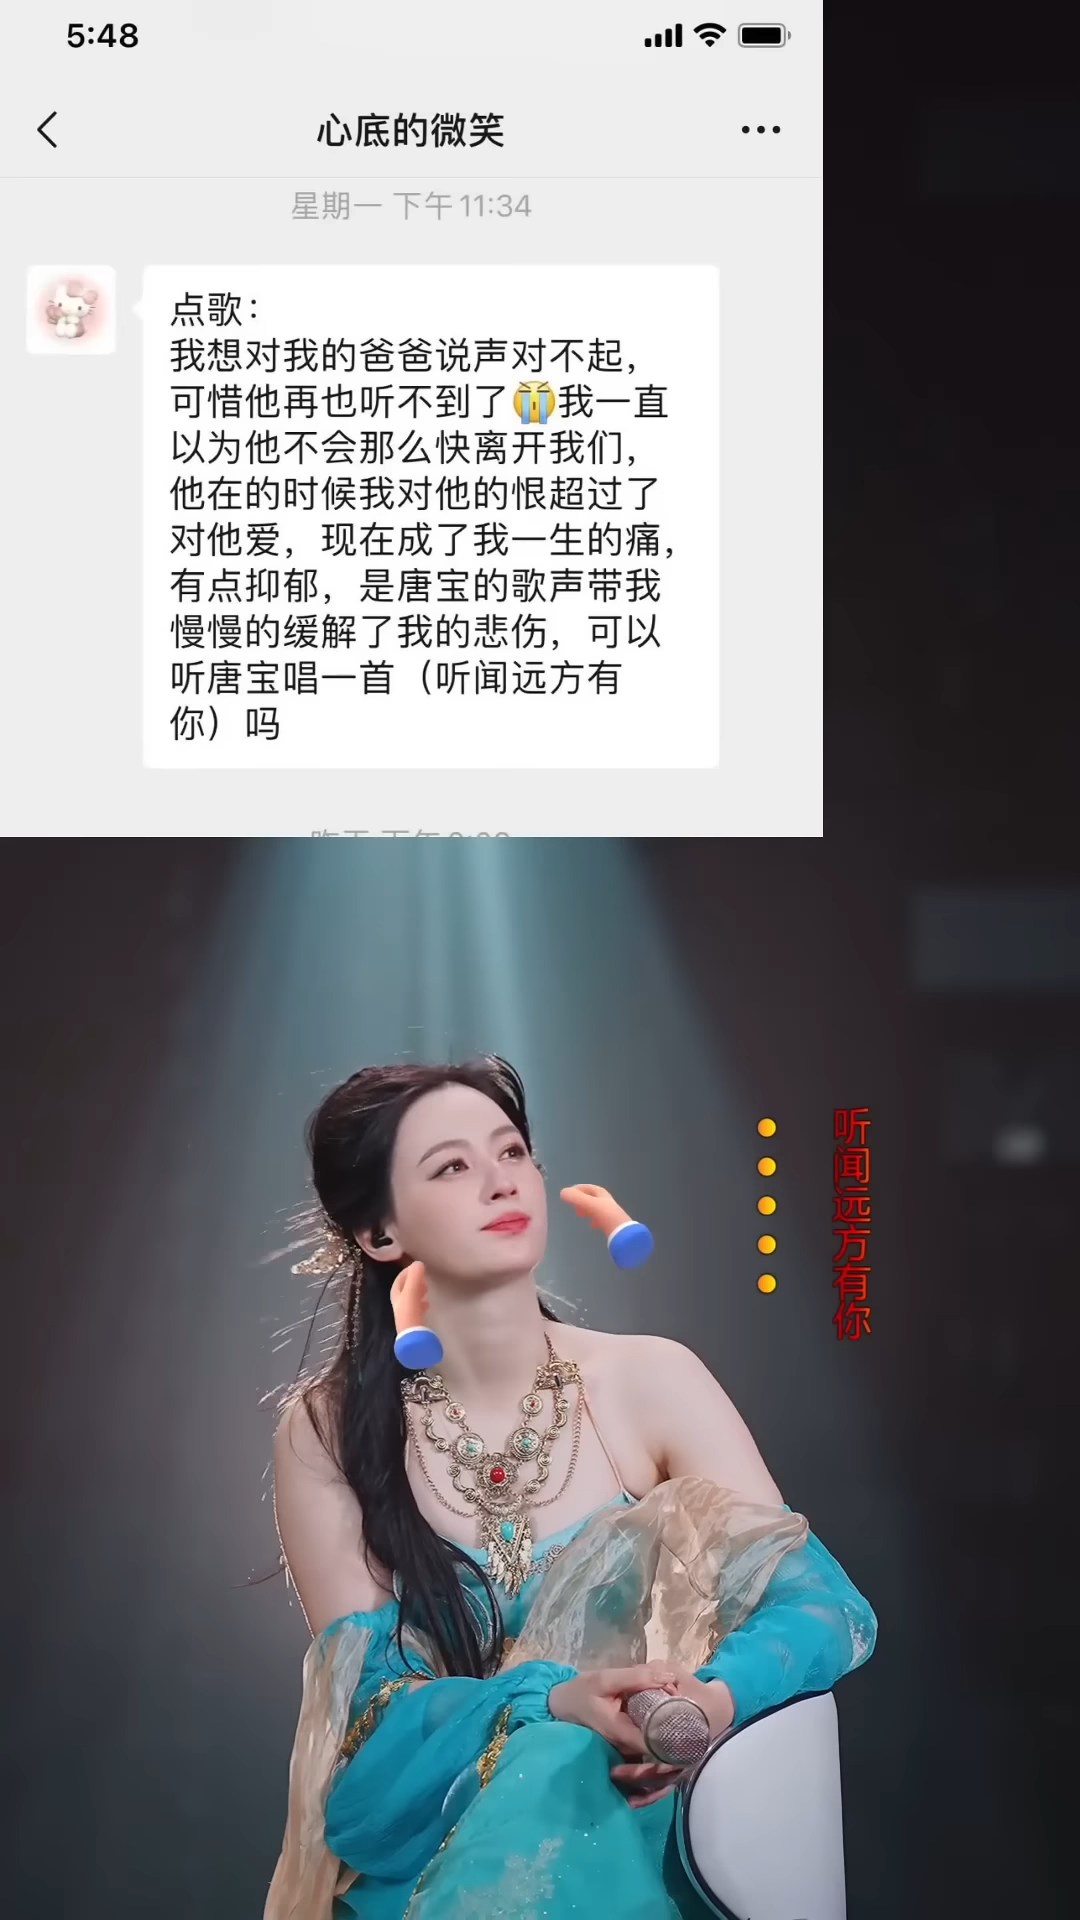 5:48
心底的微笑
星期一 下午11:34
点歌：
我想对我的爸爸说声对不起，
可惜他再也听不到了😭我一直
以为他不会那么快离开我们，
他在的时候我对他的恨超过了
对他爱，现在成了我一生的痛，
有点抑郁，是唐宝的歌声带我
慢慢的缓解了我的悲伤，可以
听唐宝唱一首（听闻远方有
你）吗
听闻远方有你